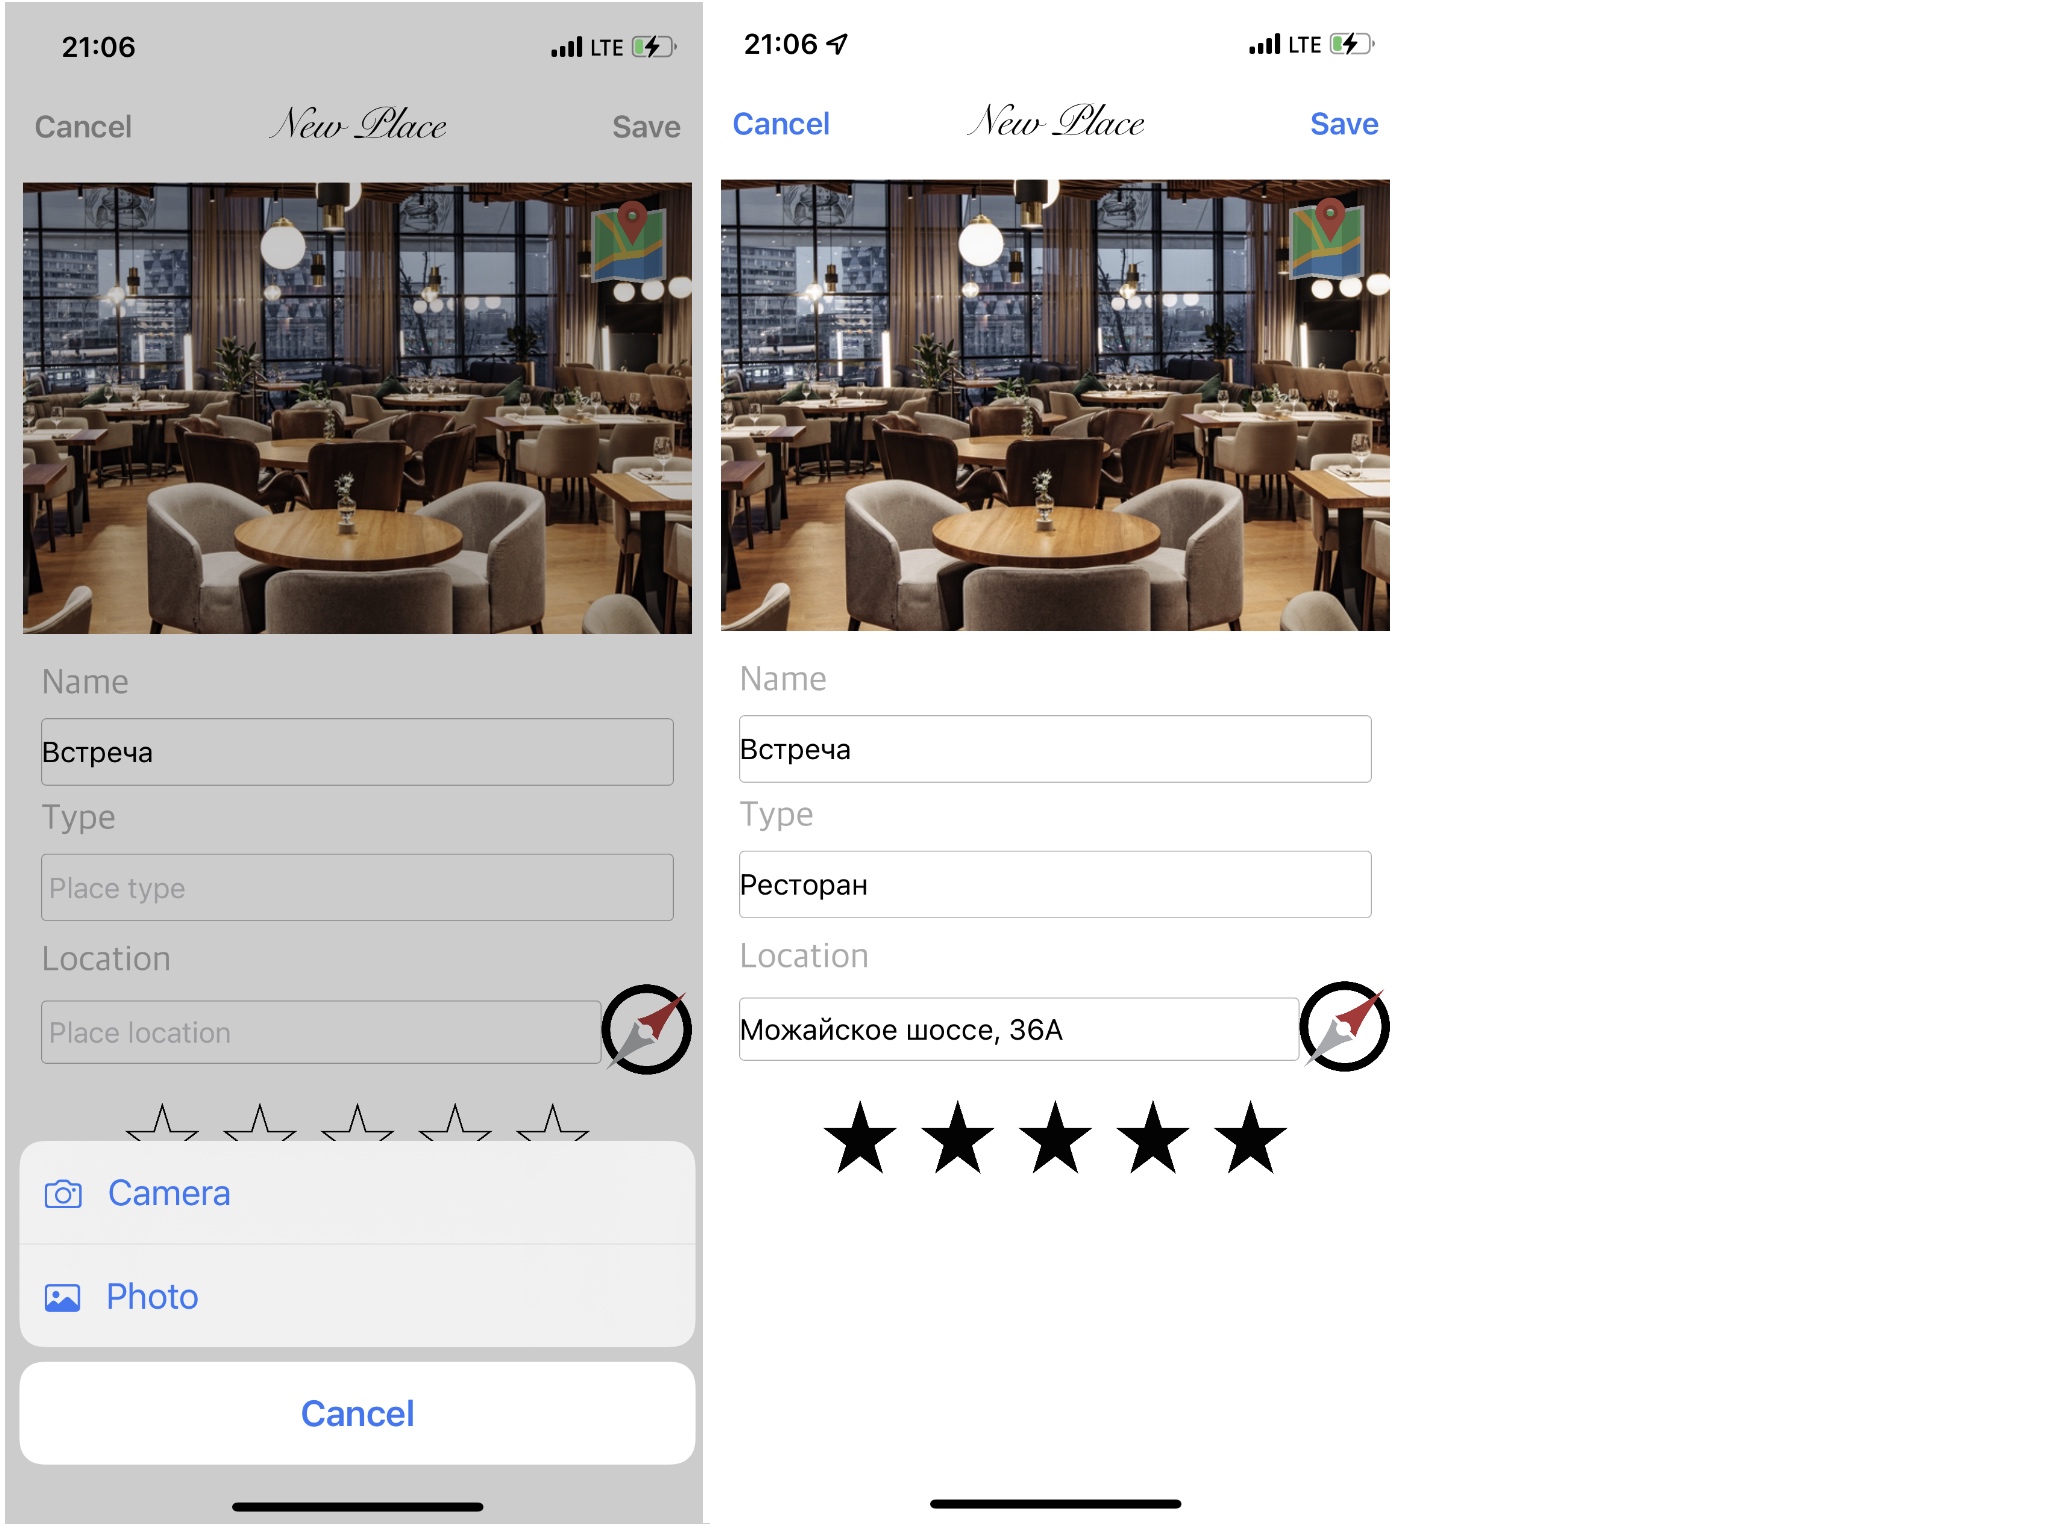 21:06
LTE
Cancel
New Place
Save
Name
Встреча
Type
Place type
Location
Place location
Camera
Photo
Cancel
21:06
LTE
Cancel
New Place
Save
Name
Встреча
Type
Ресторан
Location
Можайское шоссе, 36А